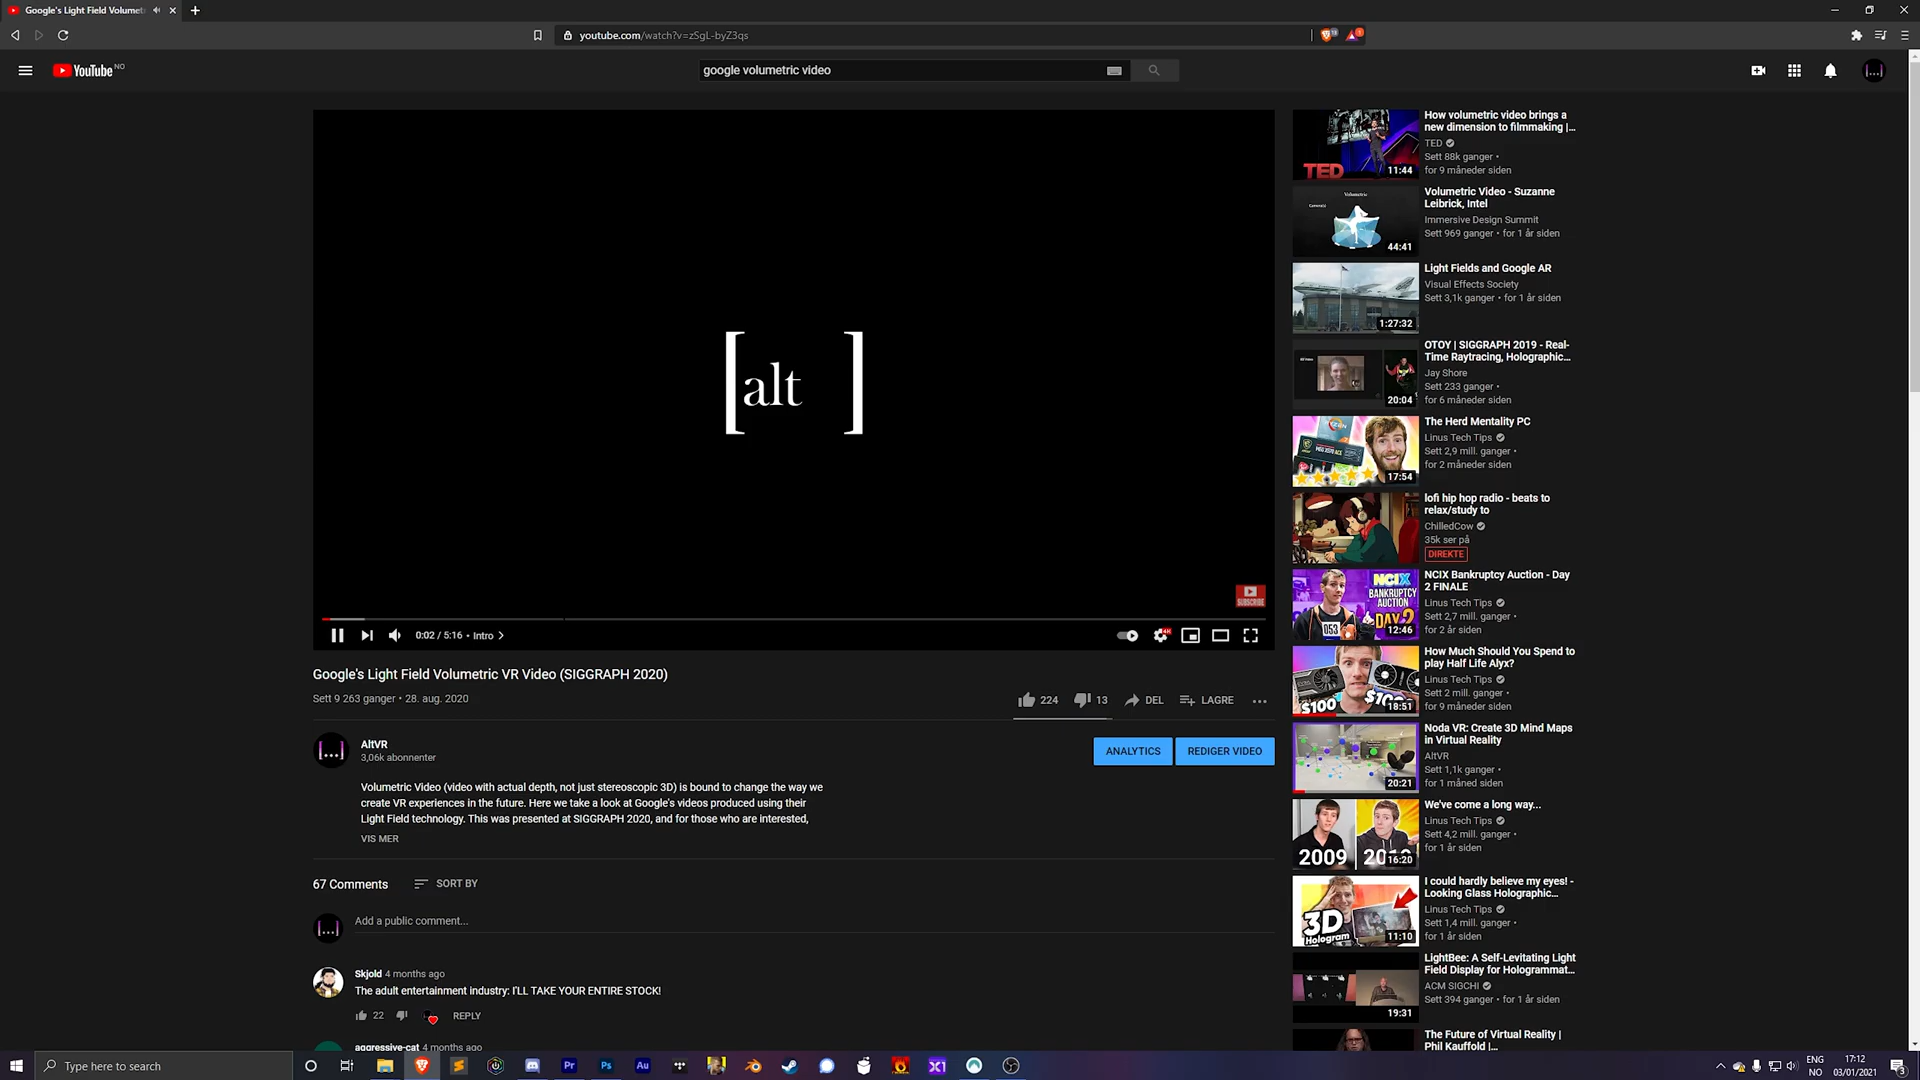 Google's Light Field Volumet
youtube.com/watch?v=zSgL-byZ3qs
YouTube NO
google volumetric video
[alt ]
SUBSCRIBE
0:02 / 5:16 • Intro
Google's Light Field Volumetric VR Video (SIGGRAPH 2020)
Sett 9 263 ganger • 28. aug. 2020
224
13
DEL
LAGRE
AltVR
3,06k abonnenter
ANALYTICS
REDIGER VIDEO
Volumetric Video (video with actual depth, not just stereoscopic 3D) is bound to change the way we
create VR experiences in the future. Here we take a look at Google's videos produced using their
Light Field technology. This was presented at SIGGRAPH 2020, and for those who are interested,
VIS MER
67 Comments
SORT BY
Add a public comment...
Skjold 4 months ago
The adult entertainment industry: I'LL TAKE YOUR ENTIRE STOCK!
22
REPLY
aggressive-cat 4 months ago
TED
11:44
How volumetric video brings a
new dimension to filmmaking |...
TED
Sett 88k ganger •
for 9 måneder siden
Volumetric
44:41
Volumetric Video - Suzanne
Leibrick, Intel
Immersive Design Summit
Sett 969 ganger • for 1 år siden
1:27:32
Light Fields and Google AR
Visual Effects Society
Sett 3,1k ganger • for 1 år siden
20:04
OTOY | SIGGRAPH 2019 - Real-
Time Raytracing, Holographic...
Jay Shore
Sett 233 ganger •
for 6 måneder siden
17:54
The Herd Mentality PC
Linus Tech Tips
Sett 2,9 mill. ganger •
for 2 måneder siden
lofi hip hop radio - beats to
relax/study to
ChilledCow
35k ser på
DIREKTE
NCIX
BANKRUPTCY
AUCTION
DAY 2
053
12:46
NCIX Bankruptcy Auction - Day
2 FINALE
Linus Tech Tips
Sett 2,7 mill. ganger •
for 2 år siden
$100
18:51
How Much Should You Spend to
play Half Life Alyx?
Linus Tech Tips
Sett 2 mill. ganger •
for 9 måneder siden
20:21
Noda VR: Create 3D Mind Maps
in Virtual Reality
AltVR
Sett 1,1k ganger •
for 1 måned siden
2009
16:20
We've come a long way...
Linus Tech Tips
Sett 4,2 mill. ganger •
for 1 år siden
3D
Hologram
11:10
I could hardly believe my eyes! -
Looking Glass Holographic...
Linus Tech Tips
Sett 1,4 mill. ganger •
for 1 år siden
19:31
LightBee: A Self-Levitating Light
Field Display for Hologrammat...
ACM SIGCHI
Sett 394 ganger • for 1 år siden
The Future of Virtual Reality |
Phil Kauffold |...
Type here to search
Pr
Ps
Au
X1
ENG
NO
17:12
03/01/2021
3